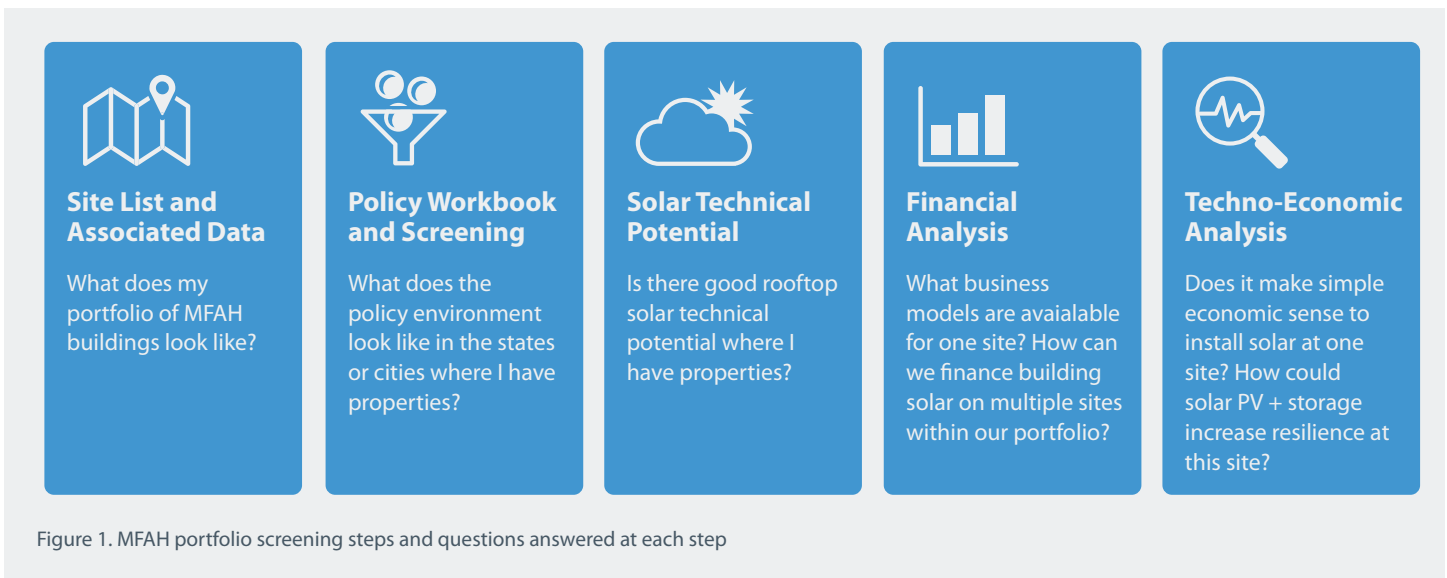 Site List and
Associated Data
What does my
portfolio of MFAH
buildings look like?
Policy Workbook
and Screening
What does the
policy environment
look like in the states
or cities where I have
properties?
Solar Technical
Potential
Is there good rooftop
solar technical
potential where I
have properties?
Financial
Analysis
What business
models are avaialable
for one site? How can
we finance building
solar on multiple sites
within our portfolio?
Techno-Economic
Analysis
Does it make simple
economic sense to
install solar at one
site? How could
solar PV + storage
increase resilience at
this site?
Figure 1. MFAH portfolio screening steps and questions answered at each step